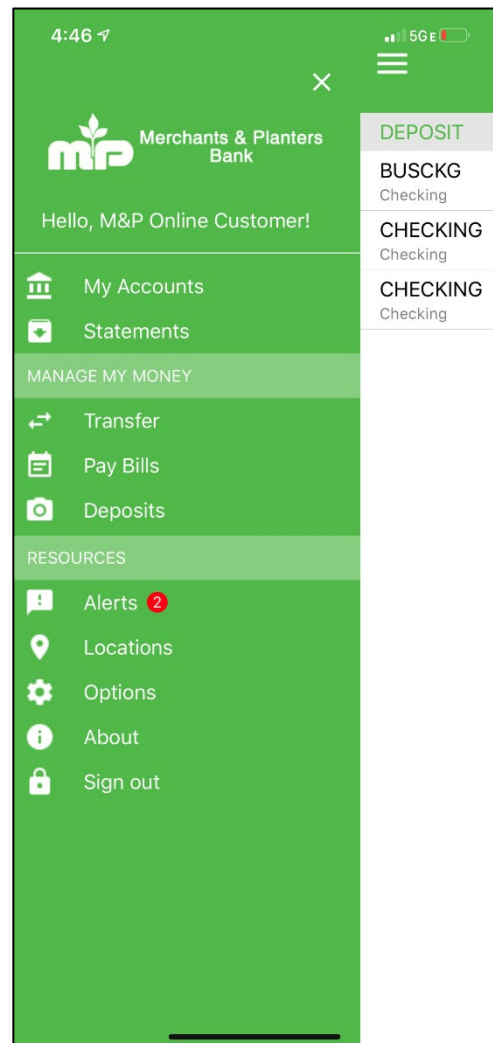 4:46
5GE
mp Merchants & Planters
Bank
Hello, M&P Online Customer!
My Accounts
Statements
MANAGE MY MONEY
Transfer
Pay Bills
Deposits
RESOURCES
Alerts 2
Locations
Options
About
Sign out
DEPOSIT
BUSCKG
Checking
CHECKING
Checking
CHECKING
Checking